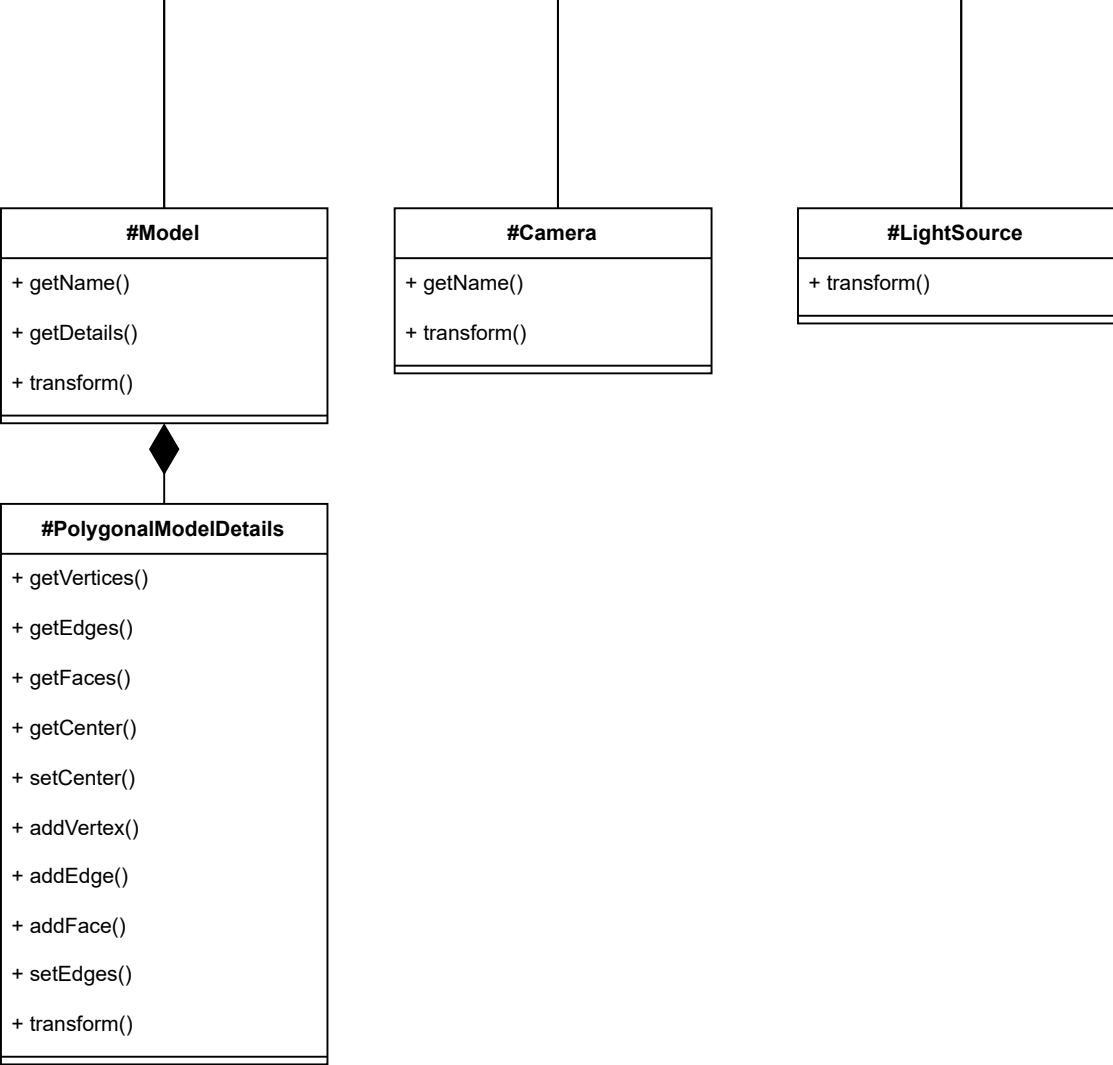 #Model
+ getName()
+ getDetails()
+ transform()
#Camera
+ getName()
+ transform()
#LightSource
+ transform()
#PolygonalModelDetails
+ getVertices()
+ getEdges()
+ getFaces()
+ getCenter()
+ setCenter()
+ addVertex()
+ addEdge()
+ addFace()
+ setEdges()
+ transform()